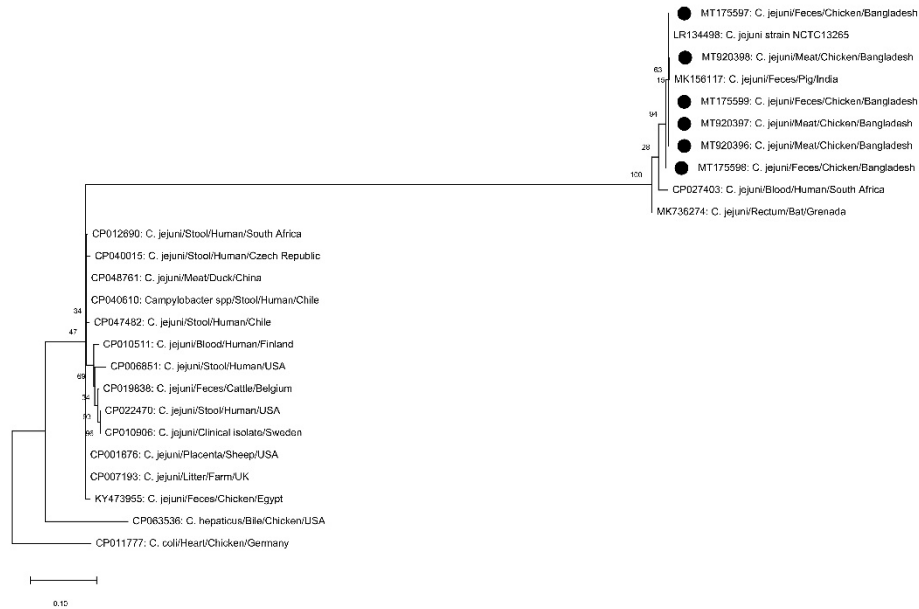 MT175597: C. jejuni/Feces/Chicken/Bangladesh
LR134498: C. jejuni strain NCTC13265
MT920398: C. jejuni/Meat/Chicken/Bangladesh
63
15
MK156117: C. jejuni/Feces/Pig/India
MT175599: C. jejuni/Feces/Chicken/Bangladesh
94
MT920397: C. jejuni/Meat/Chicken/Bangladesh
MT920396: C. jejuni/Meat/Chicken/Bangladesh
28
MT175598: C. jejuni/Feces/Chicken/Bangladesh
100
CP027403: C. jejuni/Blood/Human/South Africa
MK736274: C. jejuni/Rectum/Bat/Grenada
CP012690: C. jejuni/Stool/Human/South Africa
CP040015: C. jejuni/Stool/Human/Czech Republic
CP048761: C. jejuni/Meat/Duck/China
CP040610: Campylobacter spp/Stool/Human/Chile
34
CP047482: C. jejuni/Stool/Human/Chile
47
CP010511: C. jejuni/Blood/Human/Finland
CP006851: C. jejuni/Stool/Human/USA
69
CP019838: C. jejuni/Feces/Cattle/Belgium
34
CP022470: C. jejuni/Stool/Human/USA
93
CP010906: C. jejuni/Clinical isolate/Sweden
CP001876: C. jejuni/Placenta/Sheep/USA
CP007193: C. jejuni/Litter/Farm/UK
KY473955: C. jejuni/Feces/Chicken/Egypt
CP063536: C. hepaticus/Bile/Chicken/USA
CP011777: C. coli/Heart/Chicken/Germany
0.10